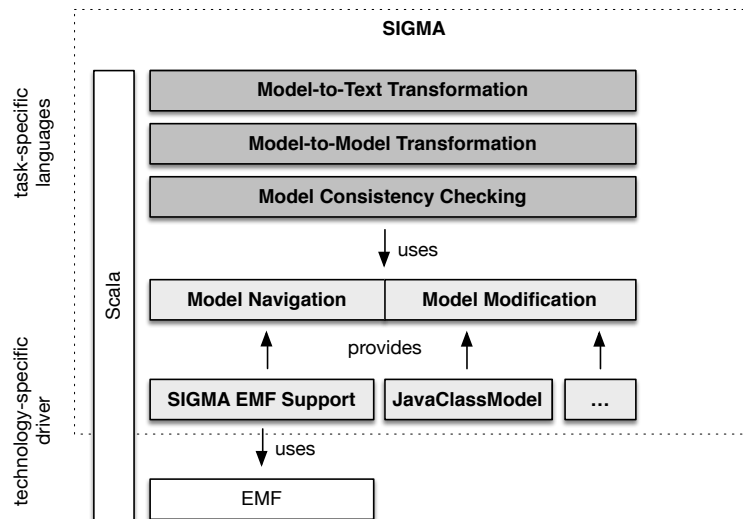 SIGMA
task-specific
languages
Scala
Model-to-Text Transformation
Model-to-Model Transformation
Model Consistency Checking
uses
Model Navigation
Model Modification
provides
technology-specific
driver
SIGMA EMF Support
JavaClassModel
...
uses
EMF